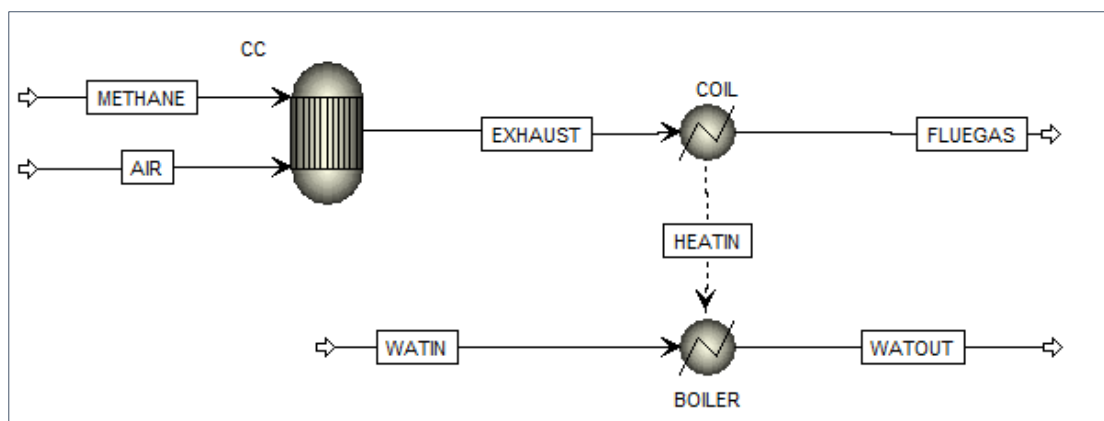 CC
METHANE
COIL
EXHAUST
FLUEGAS
AIR
HEATIN
WATIN
WATOUT
BOILER